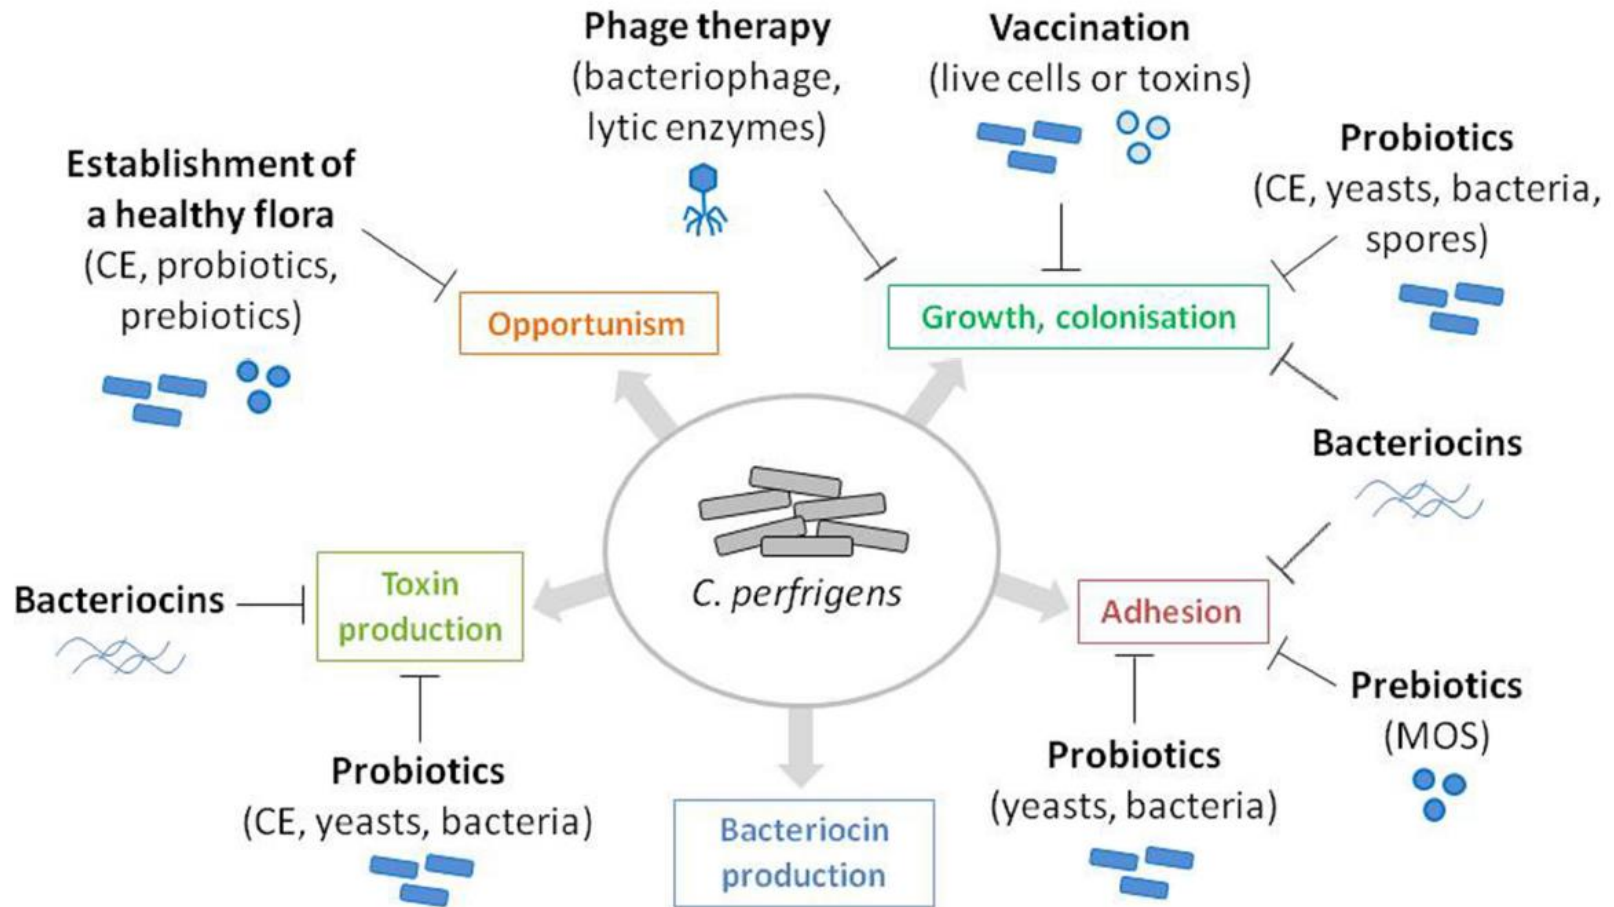 Phage therapy
(bacteriophage,
lytic enzymes)
Vaccination
(live cells or toxins)
Probiotics
(CE, yeasts, bacteria,
spores)
Establishment of
a healthy flora
(CE, probiotics,
prebiotics)
Opportunism
Growth, colonisation
Bacteriocins
C. perfrigens
Bacteriocins
Toxin
production
Adhesion
Prebiotics
(MOS)
Probiotics
(CE, yeasts, bacteria)
Probiotics
(yeasts, bacteria)
Bacteriocin
production